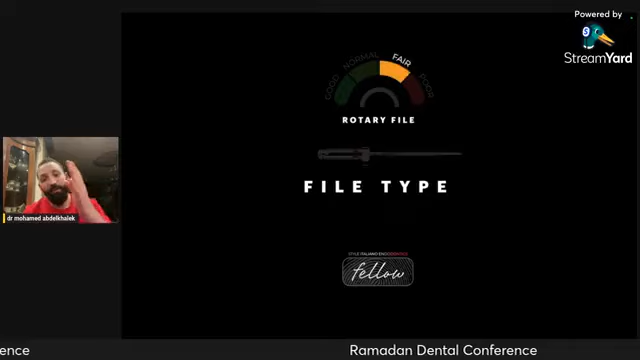 Powered by
StreamYard
GOOD NORMAL FAIR POOR
ROTARY FILE
FILE TYPE
dr mohamed abdelkhalek
STYLE ITALIANO ENDODONTICS
fellow
ence
Ramadan Dental Conference